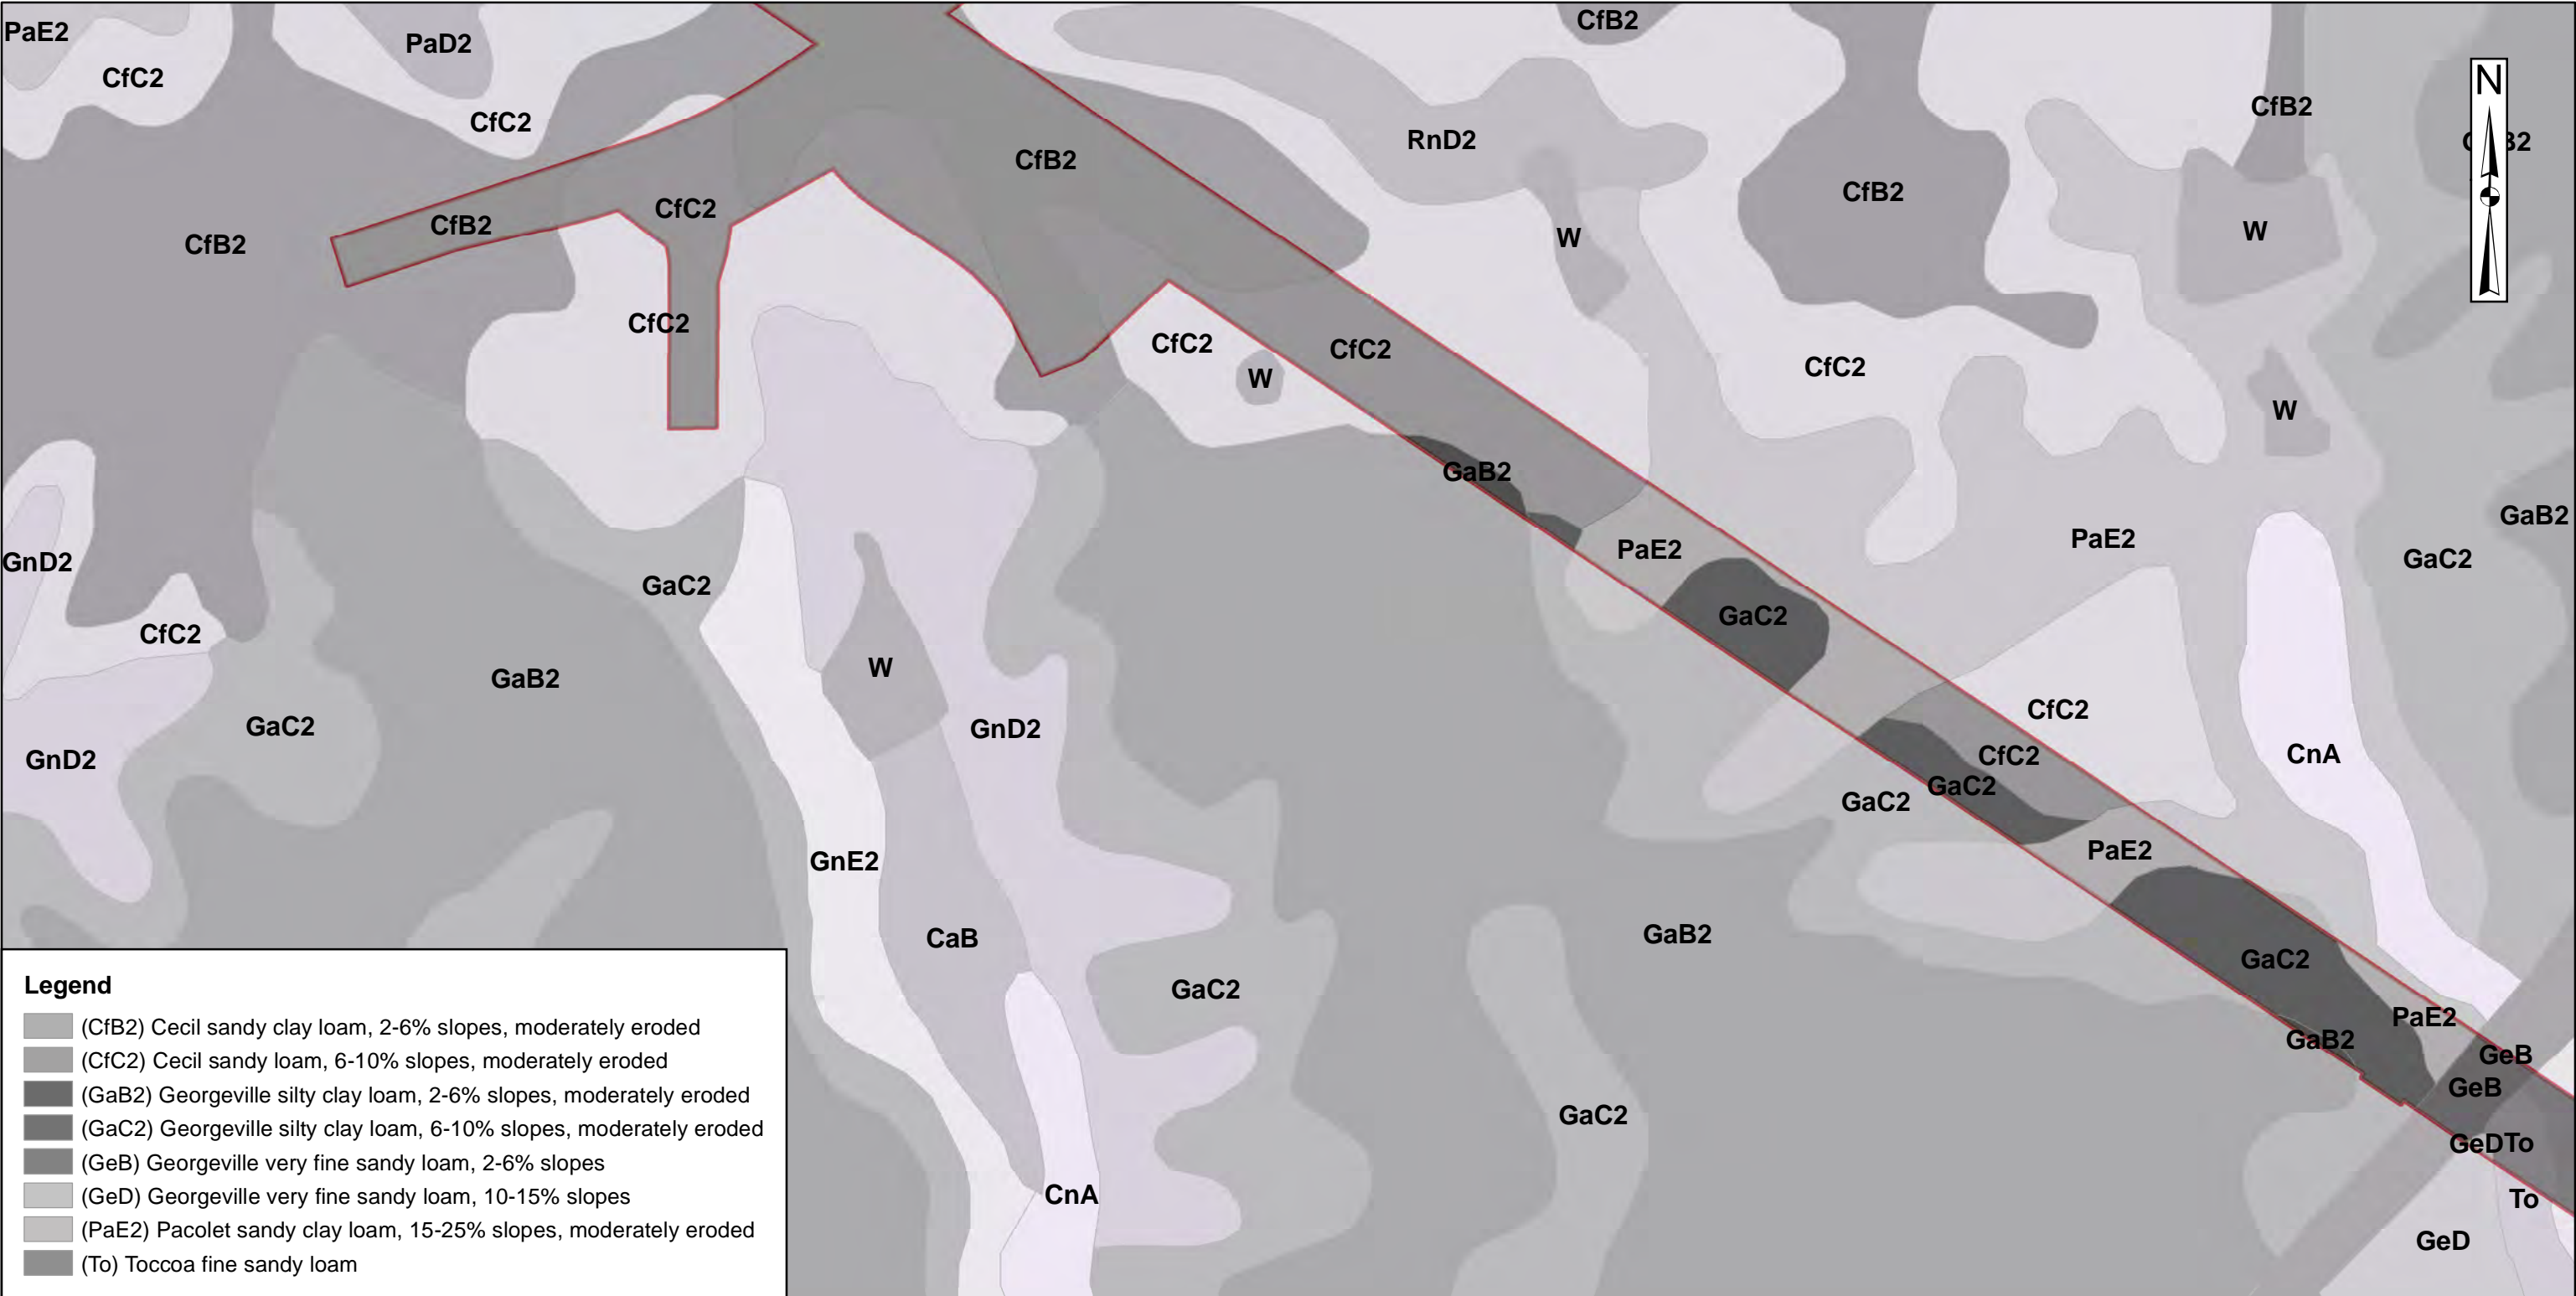 PaE2
PaD2
CfB2
CfC2
CfC2
CfB2
RnD2
CfB2
N
CfB2
CfC2
CfB2
CfB2
CfB2
W
W
CfC2
CfC2
CfC2
CfC2
W
W
GaB2
GaB2
GnD2
GaC2
PaE2
PaE2
GaC2
CfC2
GaC2
GaB2
W
GaC2
GnD2
GnD2
CfC2
CfC2
GaC2
GaC2
CnA
GnE2
PaE2
CaB
GaB2
GaC2
GaC2
PaE2
GaB2
GeB
GeB
GaC2
GeDTo
CnA
To
GeD
Legend
(CfB2) Cecil sandy clay loam, 2-6% slopes, moderately eroded
(CfC2) Cecil sandy loam, 6-10% slopes, moderately eroded
(GaB2) Georgeville silty clay loam, 2-6% slopes, moderately eroded
(GaC2) Georgeville silty clay loam, 6-10% slopes, moderately eroded
(GeB) Georgeville very fine sandy loam, 2-6% slopes
(GeD) Georgeville very fine sandy loam, 10-15% slopes
(PaE2) Pacolet sandy clay loam, 15-25% slopes, moderately eroded
(To) Toccoa fine sandy loam